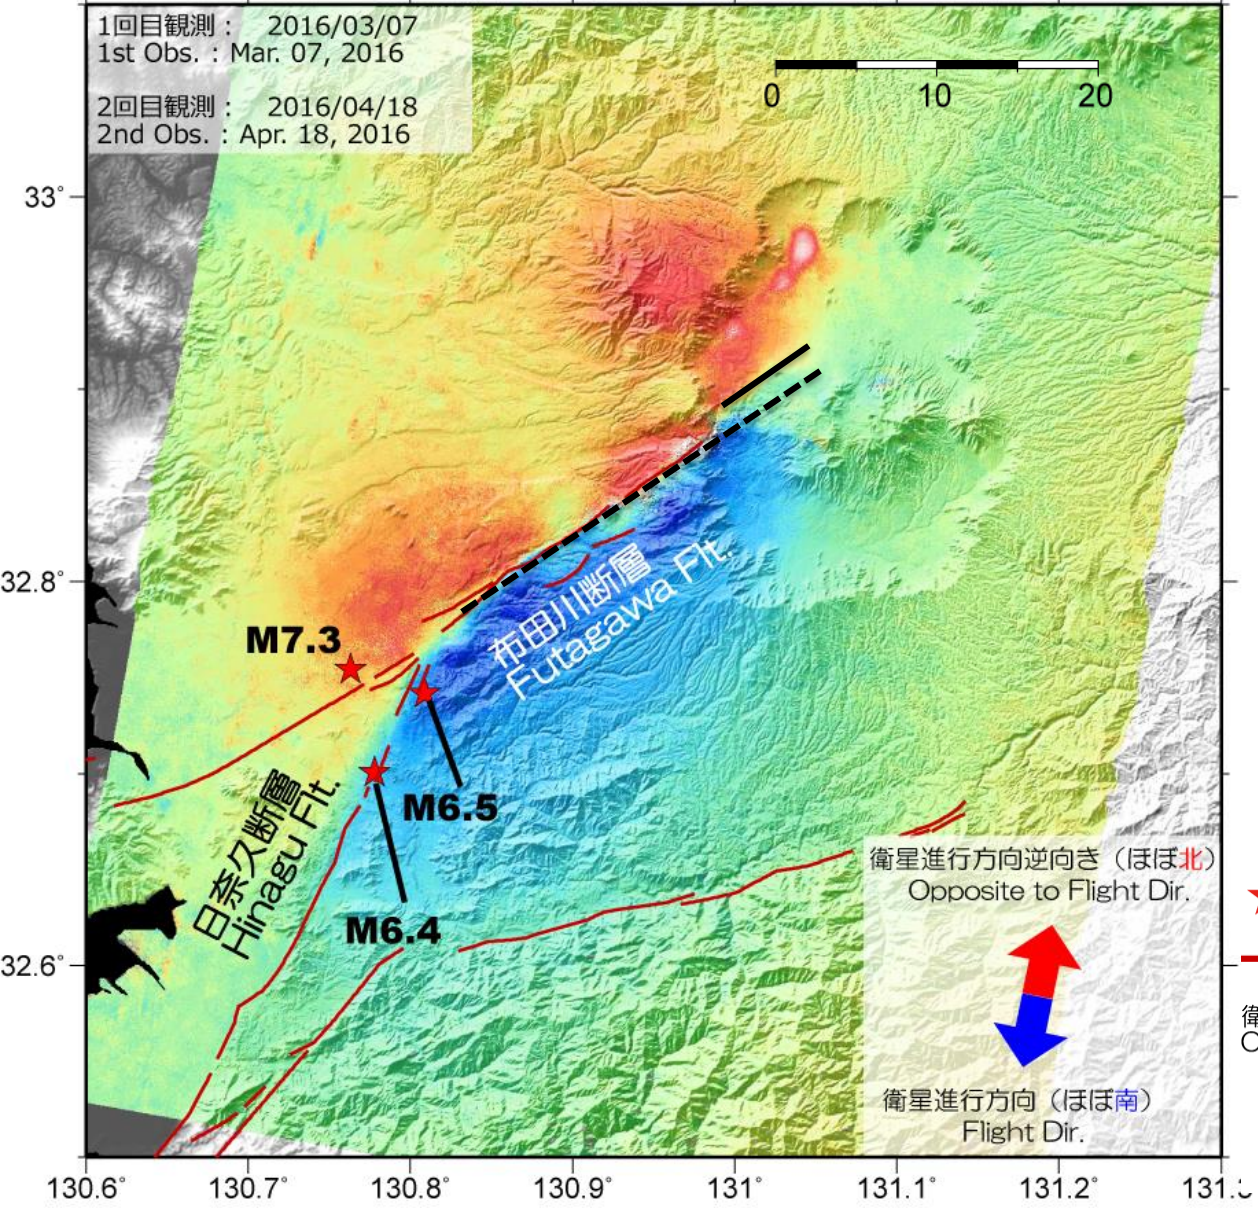 1回目観測： 2016/03/07
1st Obs. : Mar. 07, 2016
2回目観測： 2016/04/18
2nd Obs. : Apr. 18, 2016
0 10 20
33°
32.8°
32.6°
M7.3
布田川断層
Futagawa Flt.
M6.5
日奈久断層
Hinagu Flt.
M6.4
衛星進行方向逆向き（ほぼ北）
Opposite to Flight Dir.
衛星進行方向（ほぼ南）
Flight Dir.
130.6° 130.7° 130.8° 130.9° 131° 131.1° 131.2°